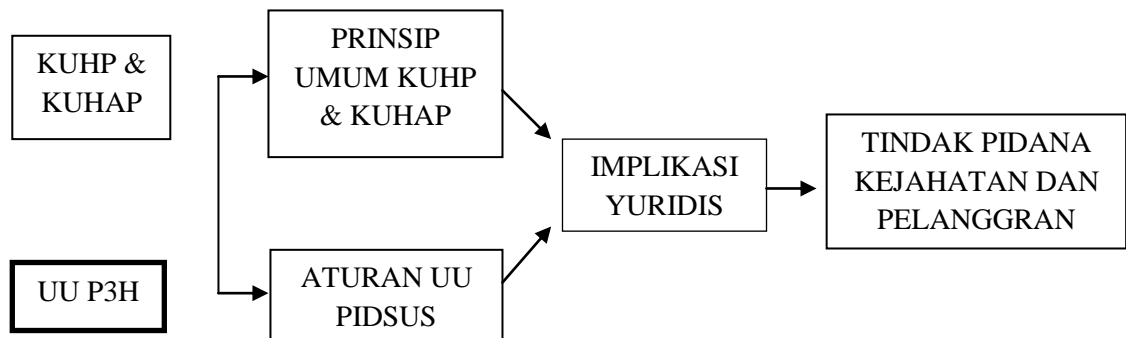 KUHP &
KUHAP
PRINSIP
UMUM KUHP
& KUHAP
IMPLIKASI
YURIDIS
TINDAK PIDANA
KEJAHATAN DAN
PELANGGRAN
UU P3H
ATURAN UU
PIDSUS